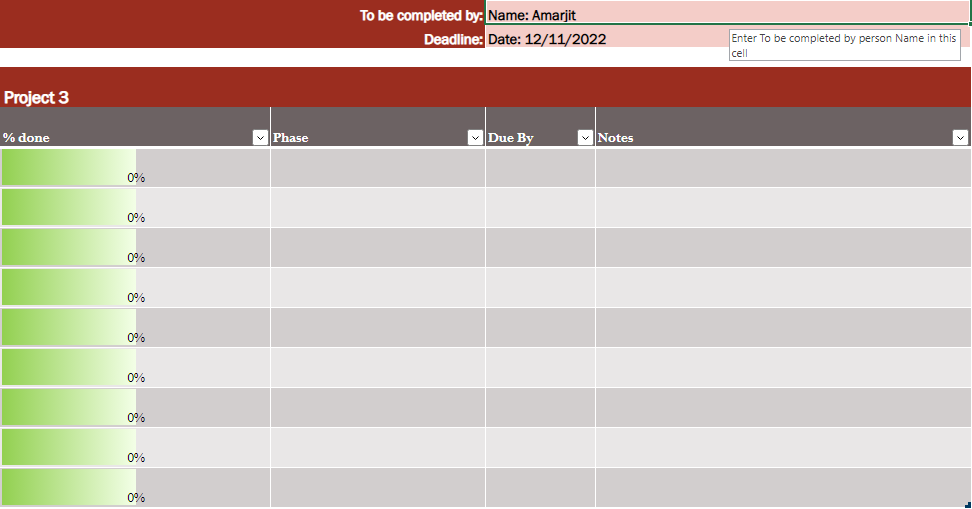 To be completed by: Name: Amarjit
Deadline: Date: 12/11/2022
Enter To be completed by person Name in this
cell
Project 3
% done Phase Due By Notes
0%
0%
0%
0%
0%
0%
0%
0%
0%